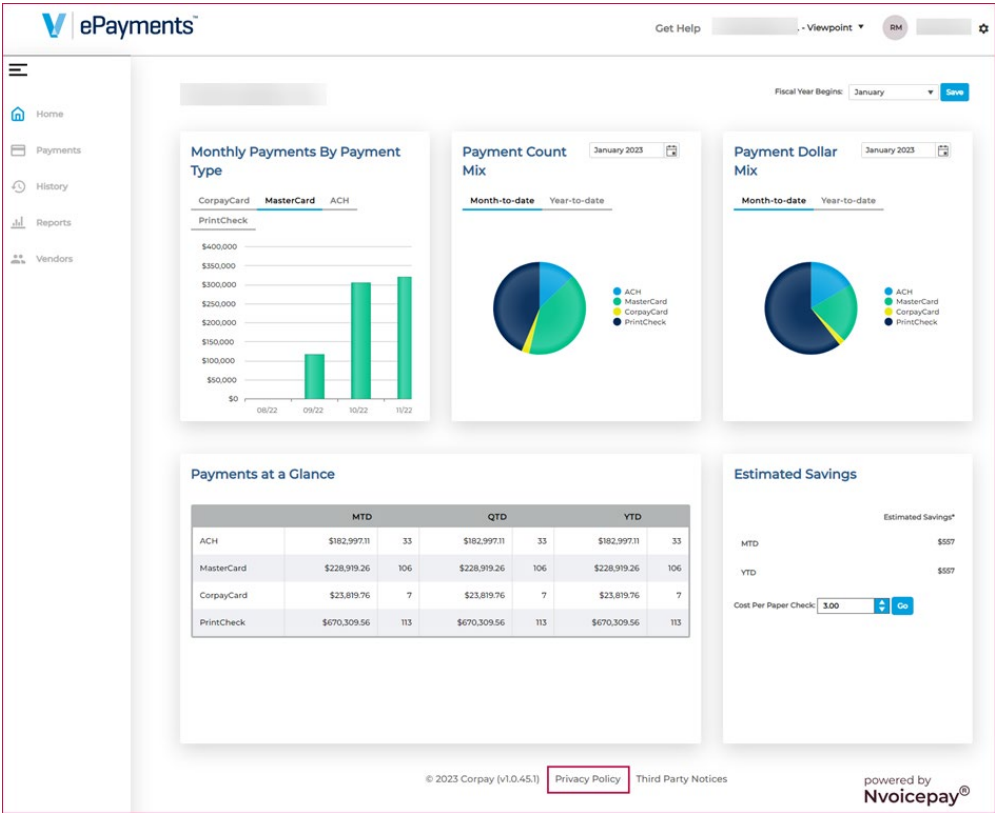 ePayments™
Get Help
. - Viewpoint
RM
Home
Payments
History
Reports
Vendors
Fiscal Year Begins: January Save
Monthly Payments By Payment
Type
CorpayCard MasterCard ACH
PrintCheck
$400,000
$350,000
$300,000
$250,000
$200,000
$150,000
$100,000
$50,000
$0
08/22 09/22 10/22 11/22
Payment Count
Mix
January 2023
Month-to-date Year-to-date
ACH
MasterCard
CorpayCard
PrintCheck
Payment Dollar
Mix
January 2023
Month-to-date Year-to-date
ACH
MasterCard
CorpayCard
PrintCheck
Payments at a Glance
MTD QTD YTD
ACH $182,997.11 33 $182,997.11 33 $182,997.11 33
MasterCard $228,919.26 106 $228,919.26 106 $228,919.26 106
CorpayCard $23,819.76 7 $23,819.76 7 $23,819.76 7
PrintCheck $670,309.56 113 $670,309.56 113 $670,309.56 113
Estimated Savings
Estimated Savings*
MTD $557
YTD $557
Cost Per Paper Check: 3.00 Go
© 2023 Corpay (v1.0.45.1) Privacy Policy Third Party Notices
powered by
Nvoicepay®